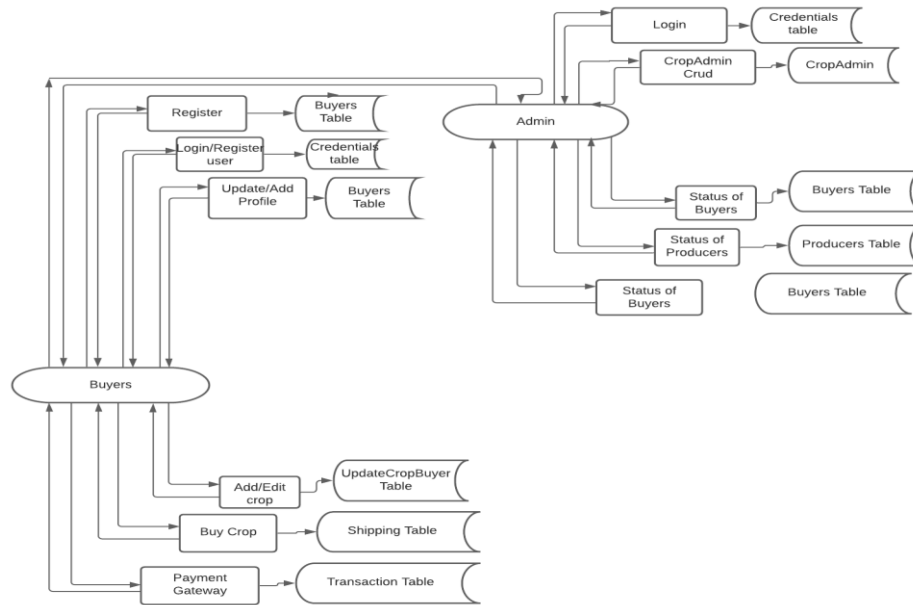 Login
Credentials
table
CropAdmin
Crud
CropAdmin
Register
Buyers
Table
Admin
Login/Register
user
Credentials
table
Update/Add
Profile
Buyers
Table
Status of
Buyers
Buyers Table
Status of
Producers
Producers Table
Status of
Buyers
Buyers Table
Buyers
Add/Edit
crop
UpdateCropBuyer
Table
Buy Crop
Shipping Table
Payment
Gateway
Transaction Table